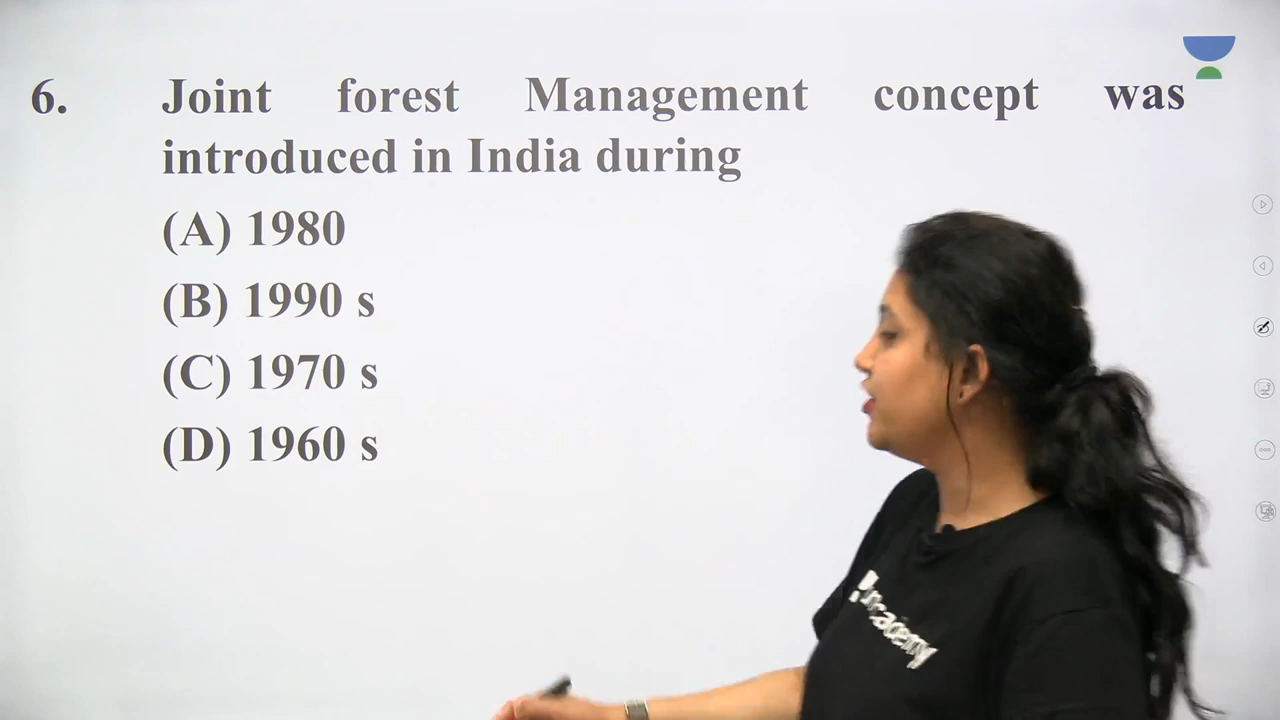 6. Joint forest Management concept was
introduced in India during
(A) 1980
(B) 1990 s
(C) 1970 s
(D) 1960 s